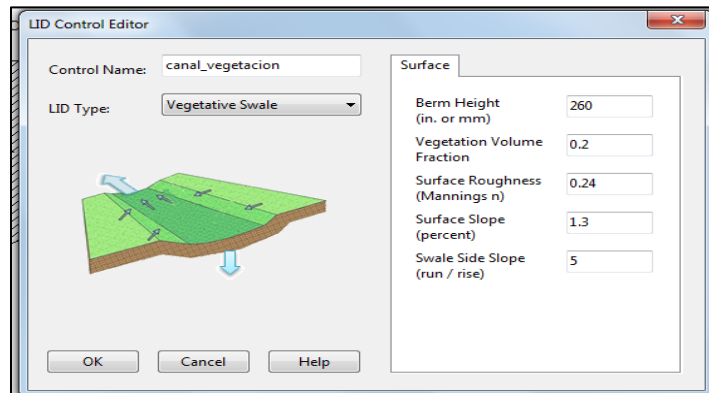 LID Control Editor
Control Name: canal_vegetacion
LID Type: Vegetative Swale
OK Cancel Help
Surface
Berm Height
(in. or mm) 260
Vegetation Volume
Fraction 0.2
Surface Roughness
(Mannings n) 0.24
Surface Slope
(percent) 1.3
Swale Side Slope
(run / rise) 5